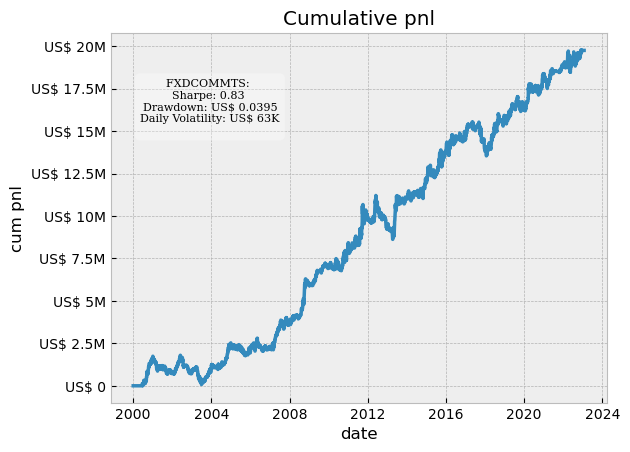 Cumulative pnl
US$ 20M
US$ 17.5M
US$ 15M
US$ 12.5M
US$ 10M
US$ 7.5M
US$ 5M
US$ 2.5M
US$ 0
cum pnl
FXDCOMMTS:
Sharpe: 0.83
Drawdown: US$ 0.0395
Daily Volatility: US$ 63K
2000 2004 2008 2012 2016 2020 2024
date